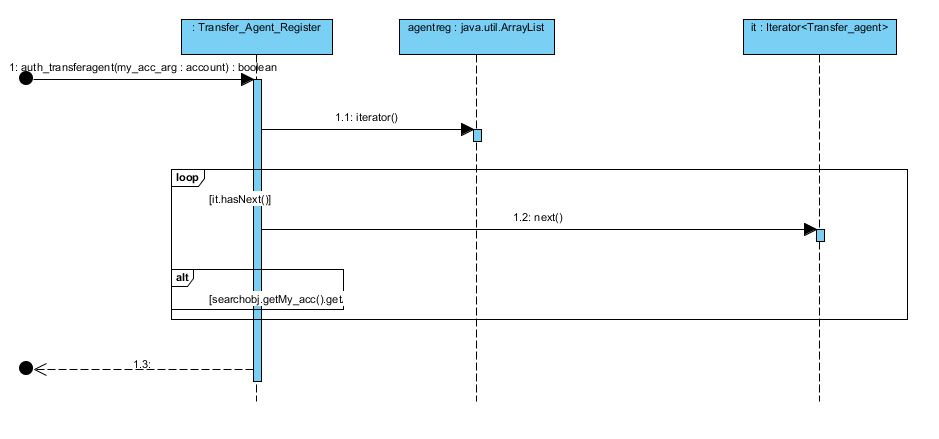 : Transfer_Agent_Register
agentreg : java.util.ArrayList
it : Iterator<Transfer_agent>
1: auth_transferagent(my_acc_arg : account) : boolean
1.1: iterator()
loop
[it.hasNext()]
1.2: next()
alt
[searchobj.getMy_acc().get.
1.3: